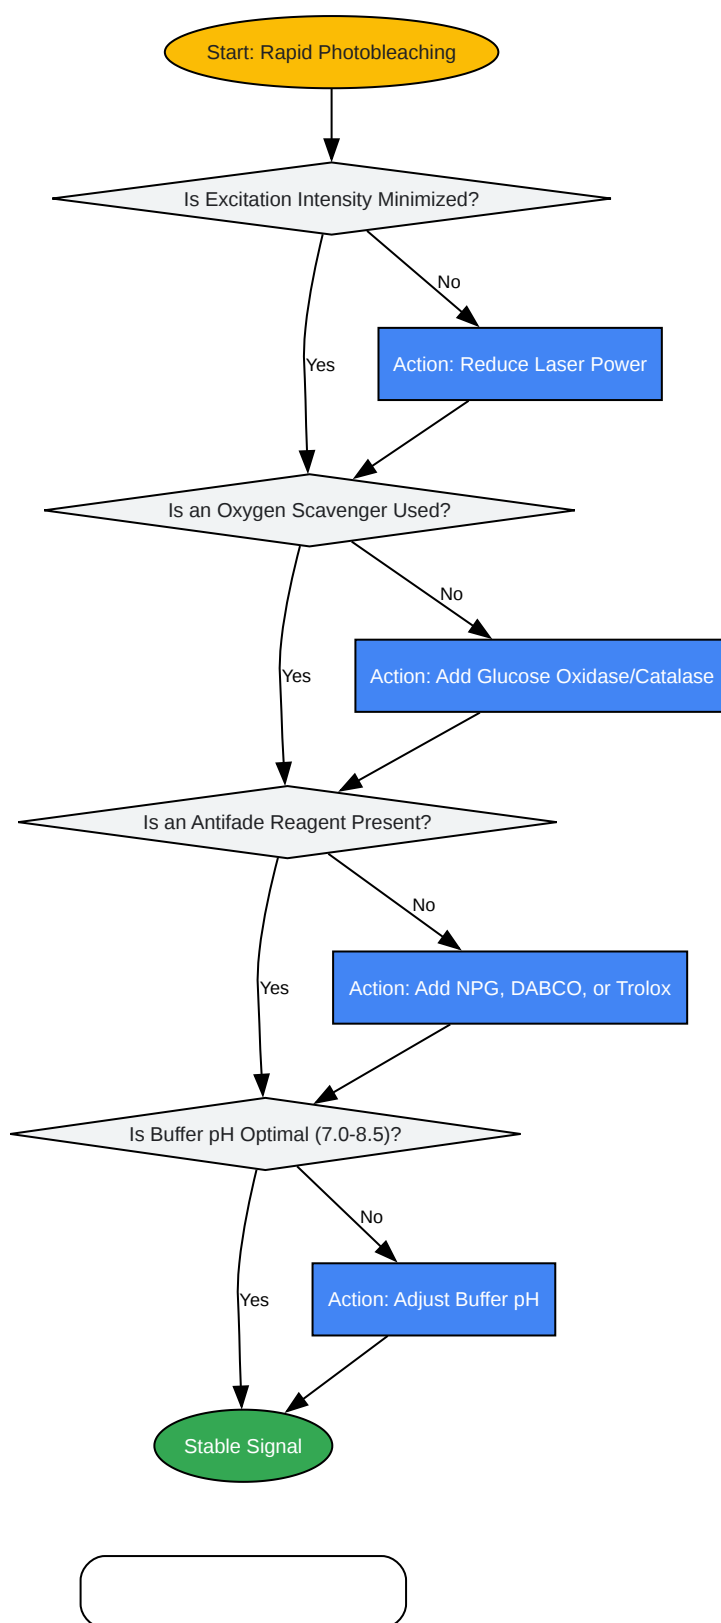 Start: Rapid Photobleaching
Is Excitation Intensity Minimized?
No
Yes
Action: Reduce Laser Power
Is an Oxygen Scavenger Used?
No
Yes
Action: Add Glucose Oxidase/Catalase
Is an Antifade Reagent Present?
No
Yes
Action: Add NPG, DABCO, or Trolox
Is Buffer pH Optimal (7.0-8.5)?
No
Yes
Action: Adjust Buffer pH
Stable Signal